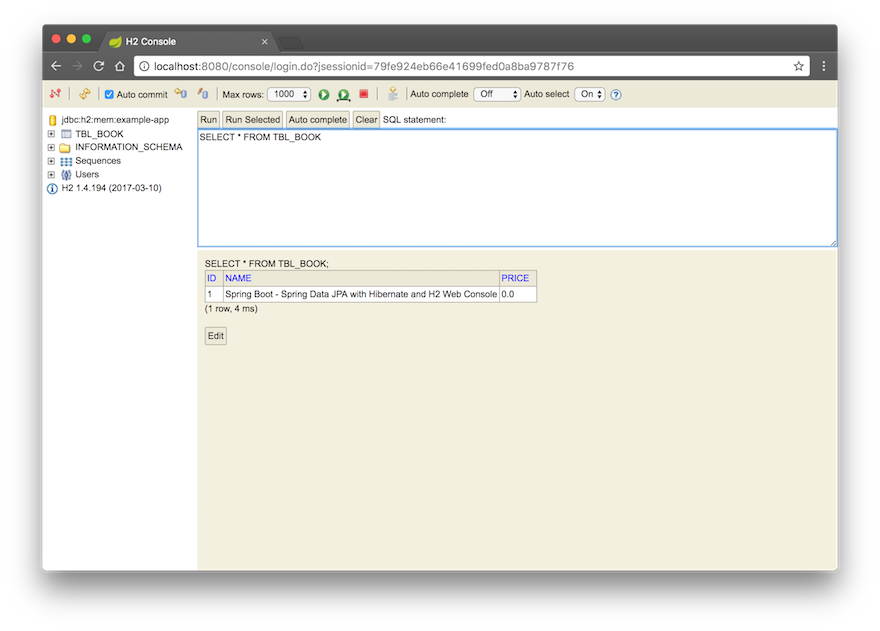 H2 Console
localhost:8080/console/login.do?jsessionid=79fe924eb66e41699fed0a8ba9787f76
Auto commit Max rows: 1000 Auto complete Off Auto select On
jdbc:h2:mem:example-app
TBL_BOOK
INFORMATION_SCHEMA
Sequences
Users
H2 1.4.194 (2017-03-10)
Run Run Selected Auto complete Clear SQL statement:
SELECT * FROM TBL_BOOK
SELECT * FROM TBL_BOOK;
ID NAME PRICE
1 Spring Boot - Spring Data JPA with Hibernate and H2 Web Console 0.0
(1 row, 4 ms)
Edit